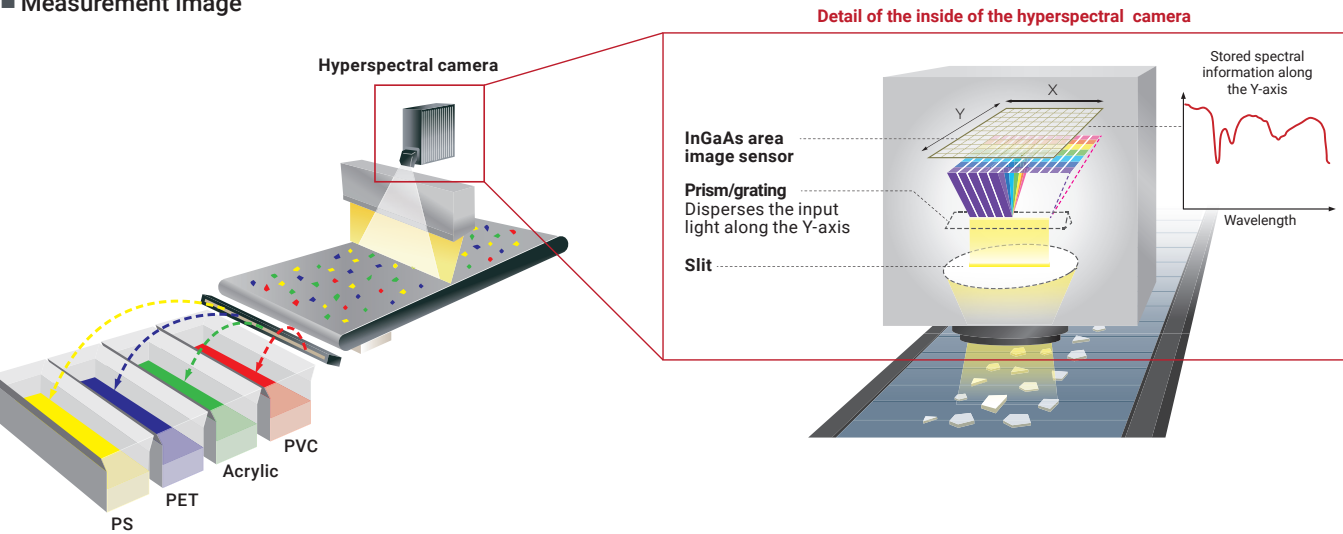 ■ Measurement image
Detail of the inside of the hyperspectral camera
Hyperspectral camera
Stored spectral
information along
the Y-axis
X
Y
InGaAs area
image sensor
Prism/grating
Disperses the input
light along the Y-axis
Slit
Wavelength
PVC
Acrylic
PET
PS